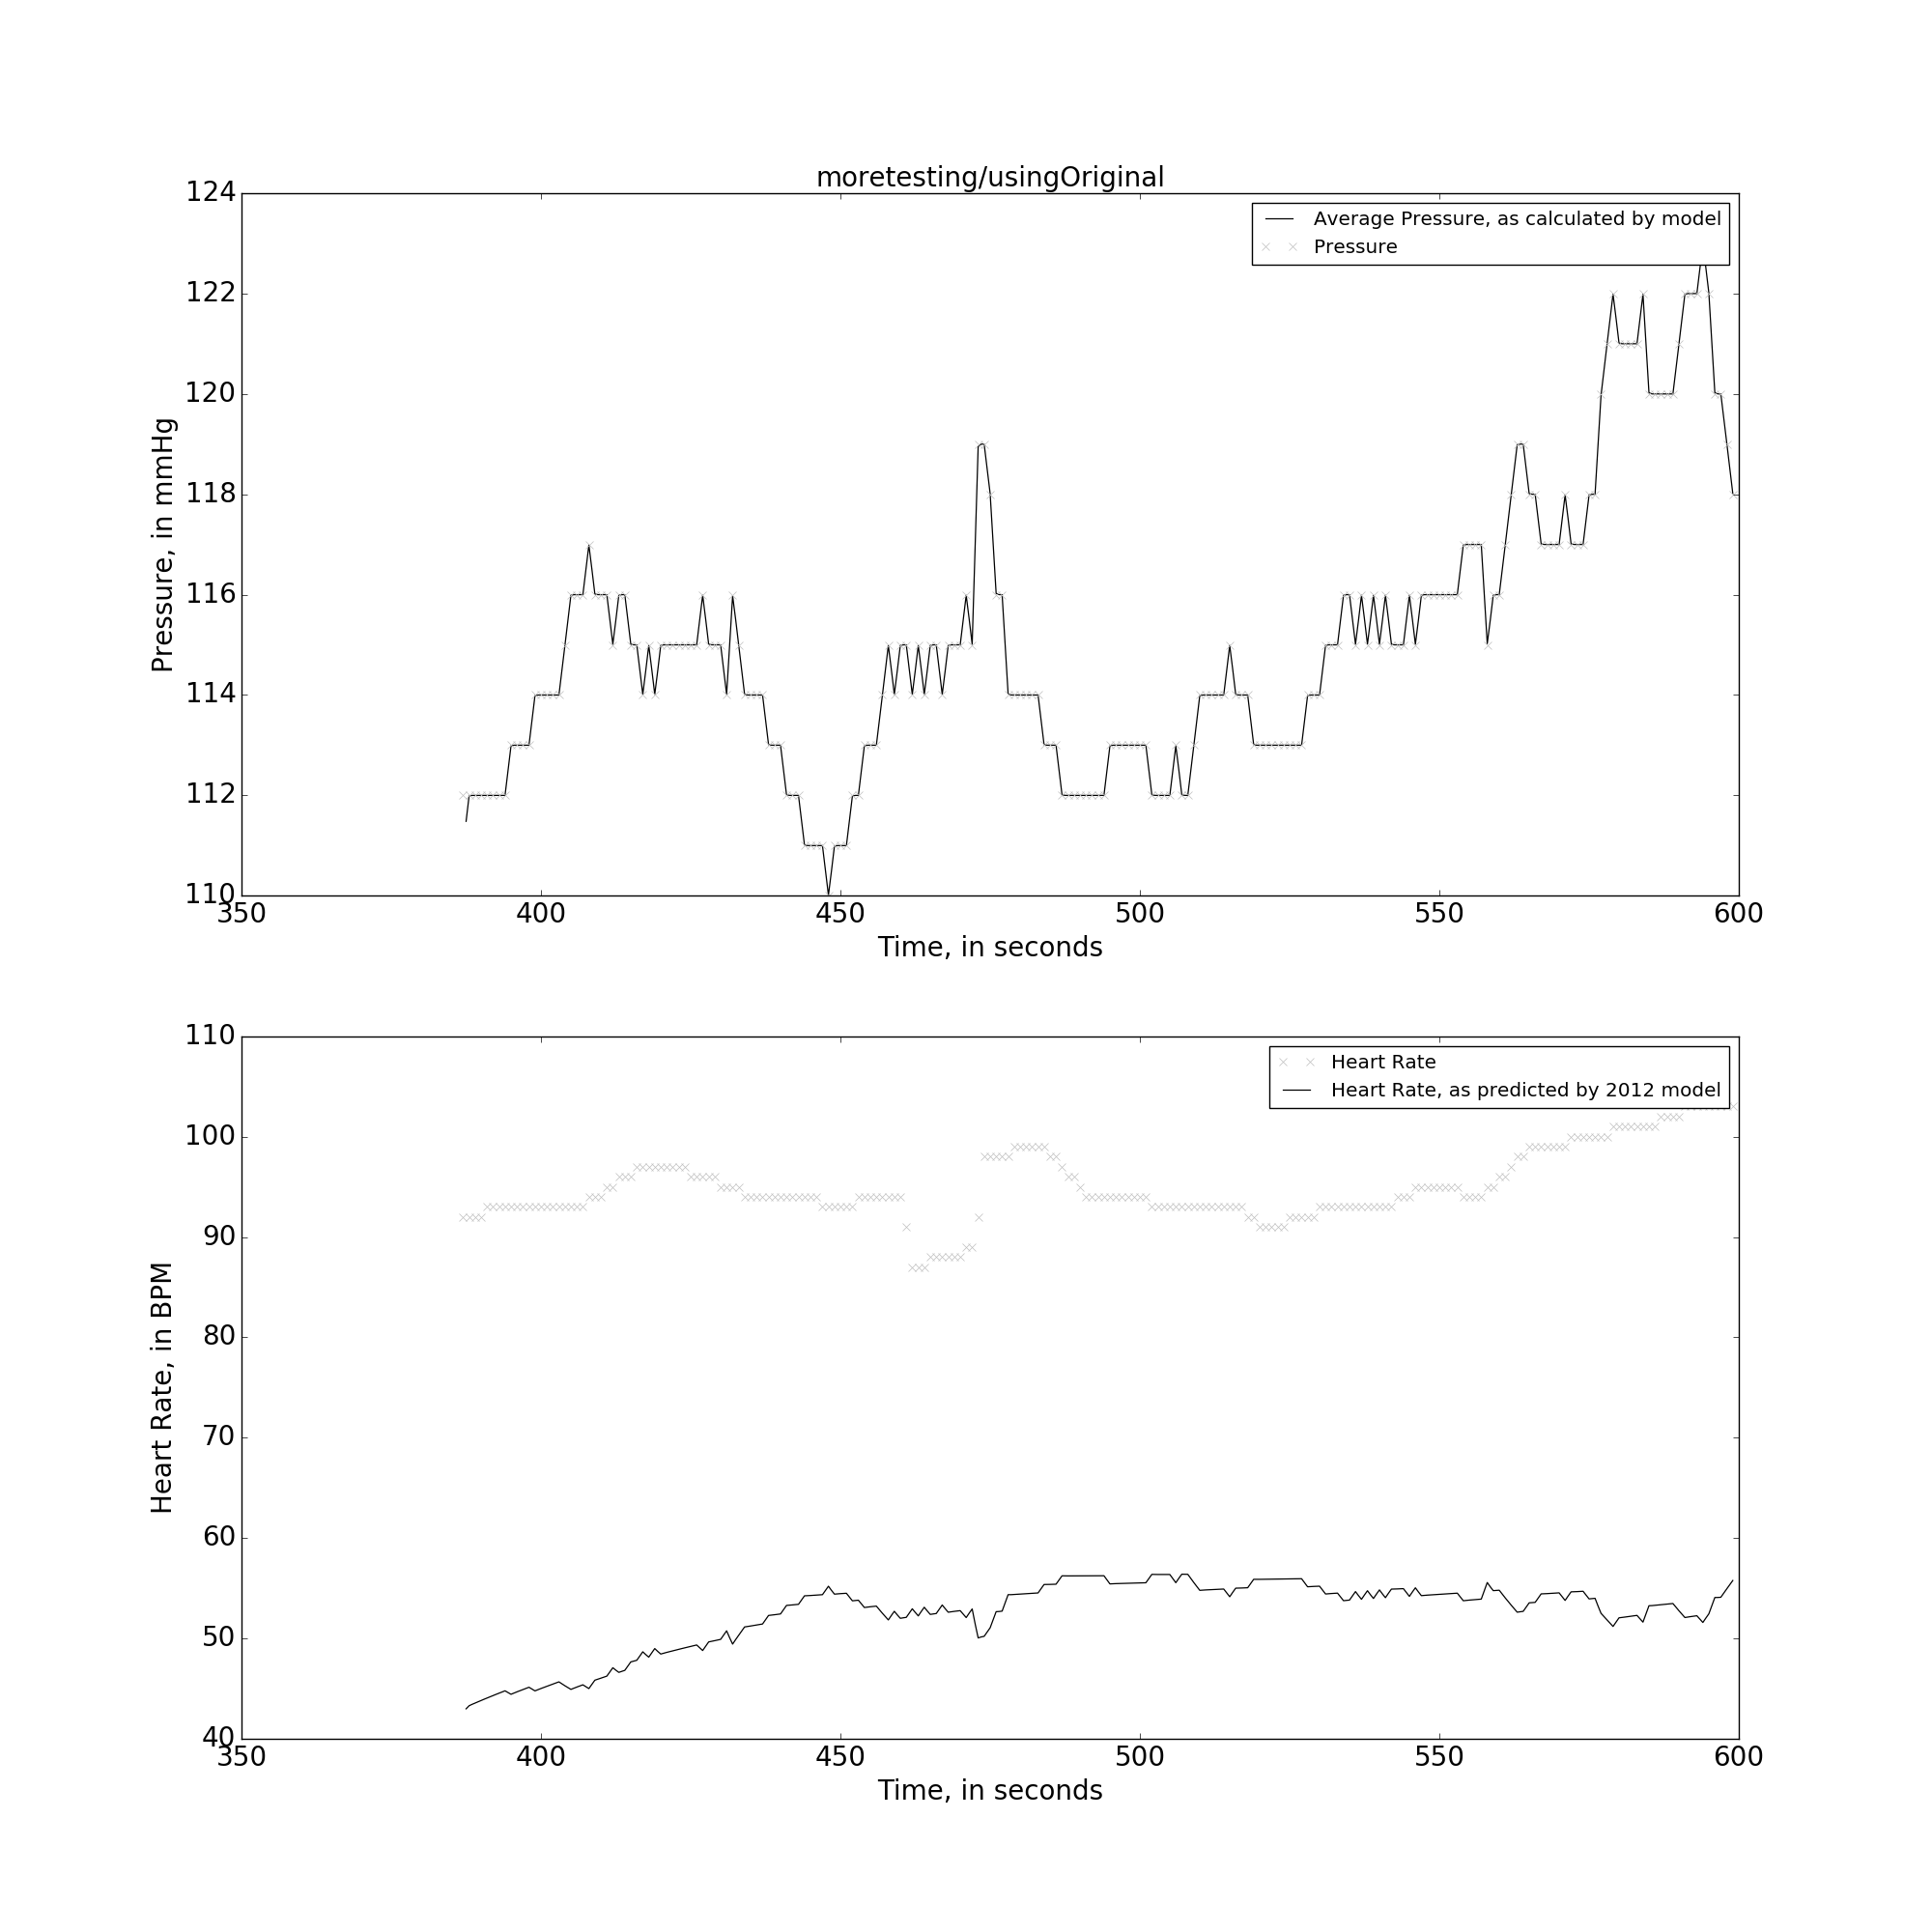 moretesting/usingOriginal
124
122
120
118
116
114
112
110
Pressure, in mmHg
Average Pressure, as calculated by model
Pressure
350 400 450 500 550 600
Time, in seconds
110
100
90
80
70
60
50
40
Heart Rate, in BPM
Heart Rate
Heart Rate, as predicted by 2012 model
350 400 450 500 550 600
Time, in seconds